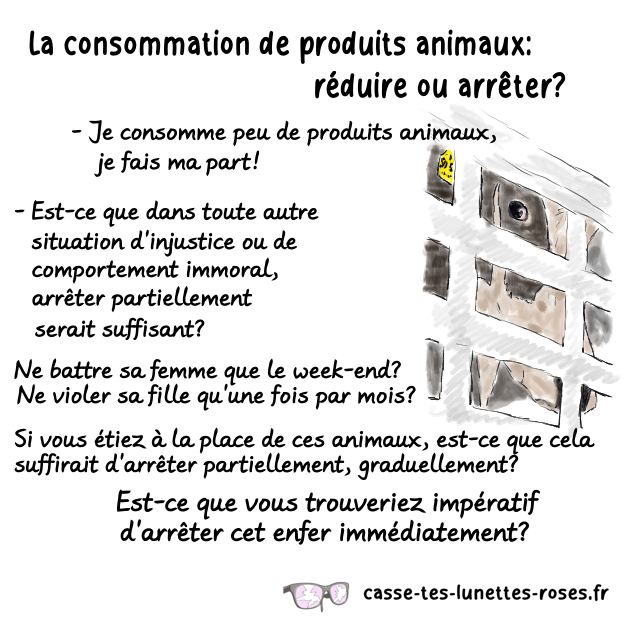 La consommation de produits animaux:
réduire ou arrêter?
- Je consomme peu de produits animaux,
je fais ma part!
- Est-ce que dans toute autre
situation d'injustice ou de
comportement immoral,
arrêter partiellement
serait suffisant?
Ne battre sa femme que le week-end?
Ne violer sa fille qu'une fois par mois?
Si vous étiez à la place de ces animaux, est-ce que cela
suffirait d'arrêter partiellement, graduellement?
Est-ce que vous trouveriez impératif
d'arrêter cet enfer immédiatement?
casse-tes-lunettes-roses.fr